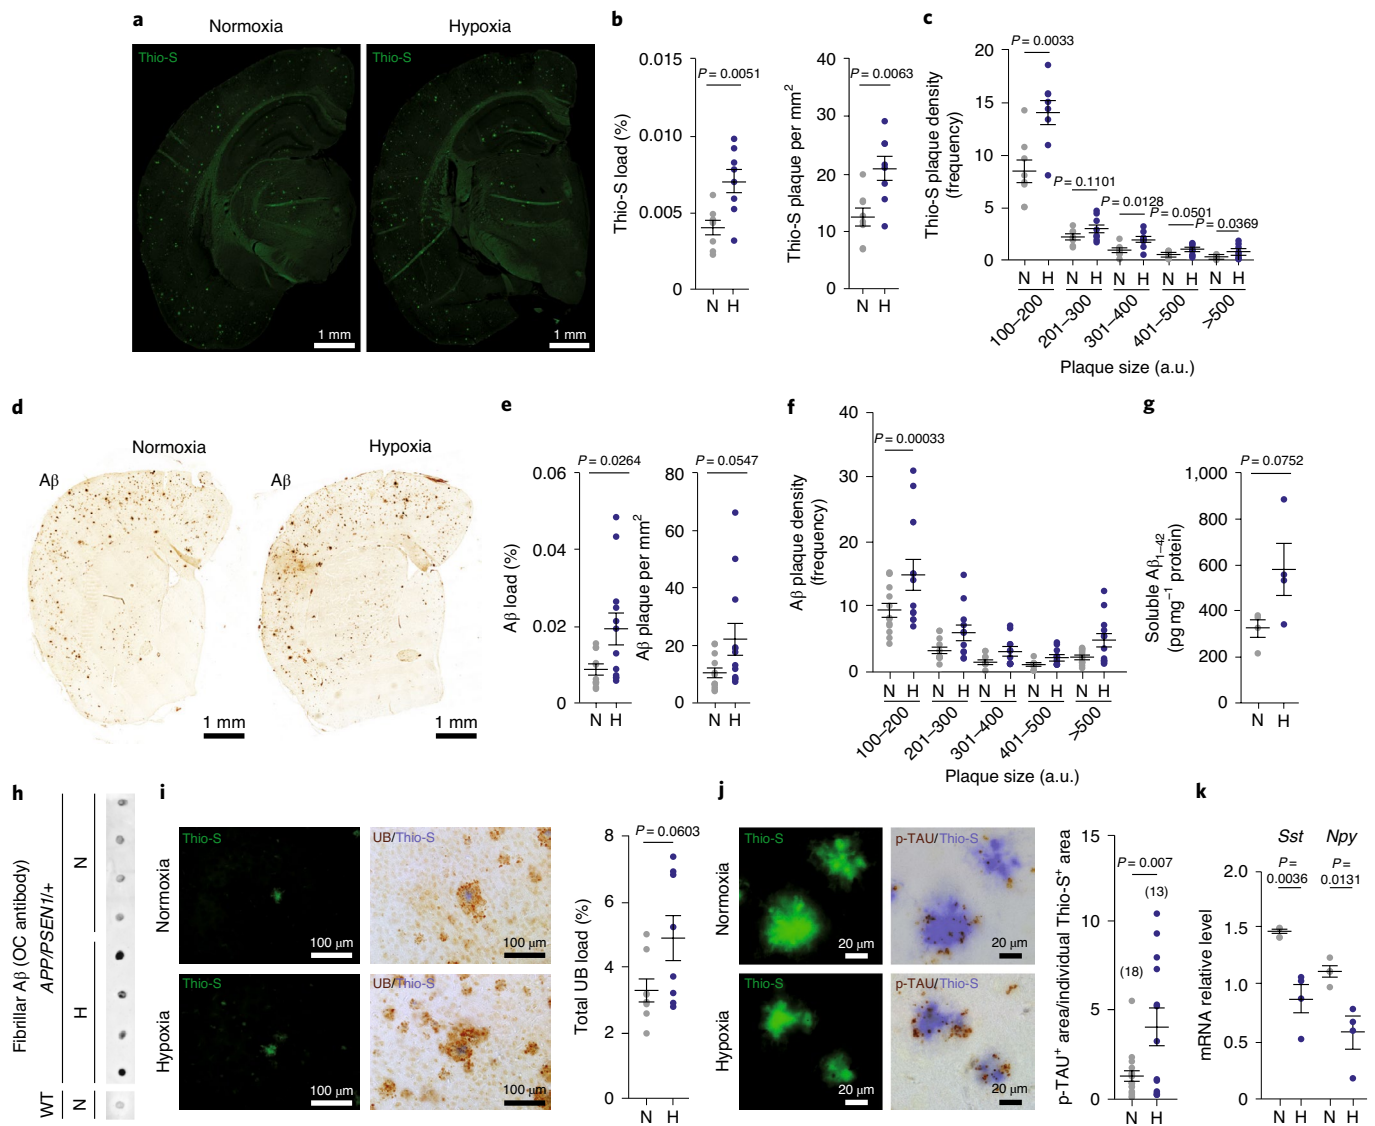 a
Normoxia
Hypoxia
Thio-S
Thio-S
1 mm
1 mm
b
Thio-S load (%)
0.015
0.010
0.005
0
P = 0.0051
N H
Thio-S plaque per mm²
40
30
20
10
0
P = 0.0063
N H
c
Thio-S plaque density
(frequency)
20
15
10
5
0
P = 0.0033
P = 0.1101
P = 0.0128
P = 0.0501
P = 0.0369
N H N H N H N H N H
100–200
201–300
301–400
401–500
>500
Plaque size (a.u.)
d
Normoxia
Hypoxia
Aβ
Aβ
1 mm
1 mm
e
Aβ load (%)
0.06
0.04
0.02
0
P = 0.0264
N H
Aβ plaque per mm²
80
60
40
20
0
P = 0.0547
N H
f
Aβ plaque density
(frequency)
40
30
20
10
0
P = 0.00033
N H N H N H N H N H
100–200
201–300
301–400
401–500
>500
Plaque size (a.u.)
g
Soluble Aβ₁₋₄₂
(pg mg⁻¹ protein)
1,000
800
600
400
200
0
P = 0.0752
N H
h
Fibrillar Aβ (OC antibody)
APP/PSEN1/+
N
H
WT
N
i
Normoxia
Hypoxia
Thio-S
UB/Thio-S
100 µm
100 µm
Thio-S
UB/Thio-S
100 µm
100 µm
Total UB load (%)
8
6
4
2
0
P = 0.0603
N H
j
Normoxia
Hypoxia
Thio-S
p-TAU/Thio-S
20 µm
20 µm
Thio-S
p-TAU/Thio-S
20 µm
20 µm
p-TAU⁺ area/individual Thio-S⁺ area
15
10
5
0
P = 0.007
(13)
(18)
N H
k
Sst Npy
P =
0.0036
P =
0.0131
mRNA relative level
2.0
1.5
1.0
0.5
0
N H N H